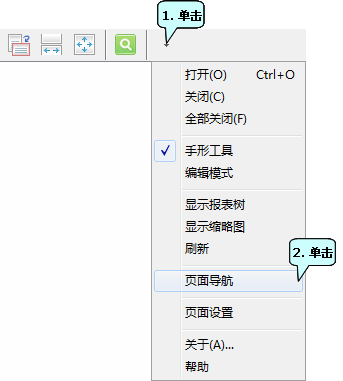 1. 单击
打开(O) Ctrl+O
关闭(C)
全部关闭(F)
✓ 手形工具
编辑模式
显示报表树
显示缩略图
刷新
2. 单击
页面导航
页面设置
关于(A)...
帮助